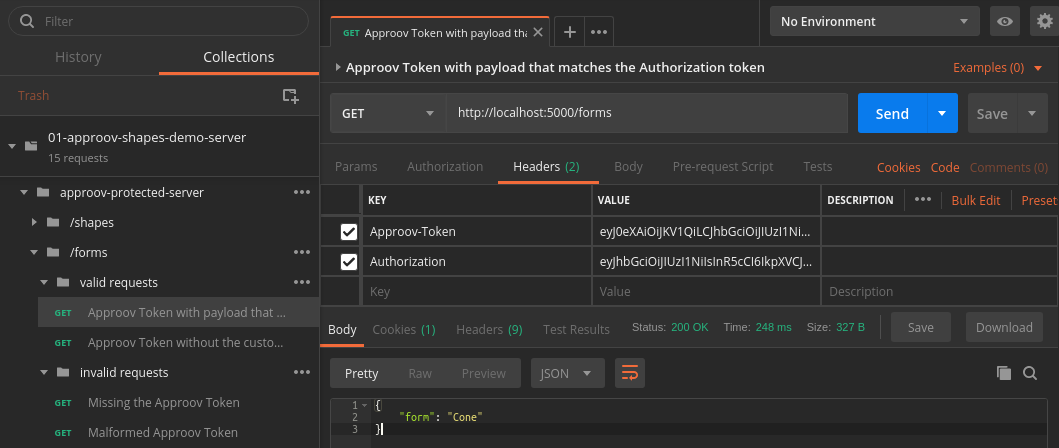 Filter
History Collections
Trash
01-approov-shapes-demo-server
15 requests
approov-protected-server
/shapes
/forms
valid requests
GET Approov Token with payload that ...
GET Approov Token without the custo...
invalid requests
GET Missing the Approov Token
GET Malformed Approov Token
GET Approov Token with payload tha
No Environment
Approov Token with payload that matches the Authorization token
Examples (0)
GET http://localhost:5000/forms Send Save
Params Authorization Headers (2) Body Pre-request Script Tests Cookies Code Comments (0)
KEY VALUE DESCRIPTION ••• Bulk Edit Preset
Approov-Token eyJ0eXAiOiJKV1QiLCJhbGciOiJIUzI1Ni...
Authorization eyJhbGciOiJIUzI1NiIsInR5cCI6IkpXVCJ...
Key Value Description
Body Cookies (1) Headers (9) Test Results Status: 200 OK Time: 248 ms Size: 327 B Save Download
Pretty Raw Preview JSON
1 {
2 "form": "Cone"
3 }